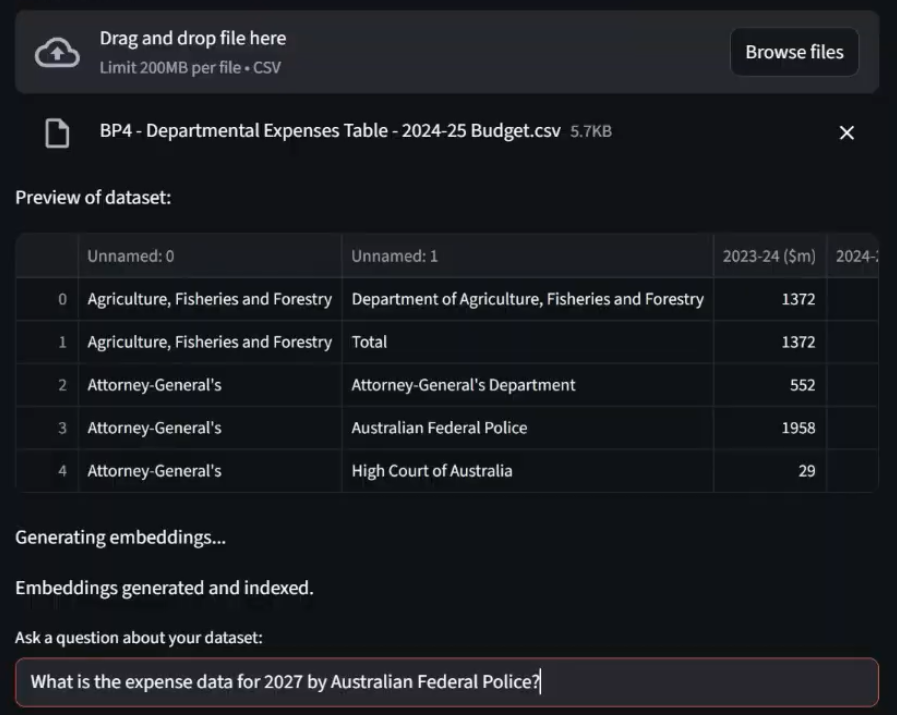 Drag and drop file here
Limit 200MB per file • CSV
Browse files
BP4 - Departmental Expenses Table - 2024-25 Budget.csv 5.7KB
Preview of dataset:
Unnamed: 0 Unnamed: 1 2023-24 ($m) 2024-
0 Agriculture, Fisheries and Forestry Department of Agriculture, Fisheries and Forestry 1372
1 Agriculture, Fisheries and Forestry Total 1372
2 Attorney-General's Attorney-General's Department 552
3 Attorney-General's Australian Federal Police 1958
4 Attorney-General's High Court of Australia 29
Generating embeddings...
Embeddings generated and indexed.
Ask a question about your dataset:
What is the expense data for 2027 by Australian Federal Police?